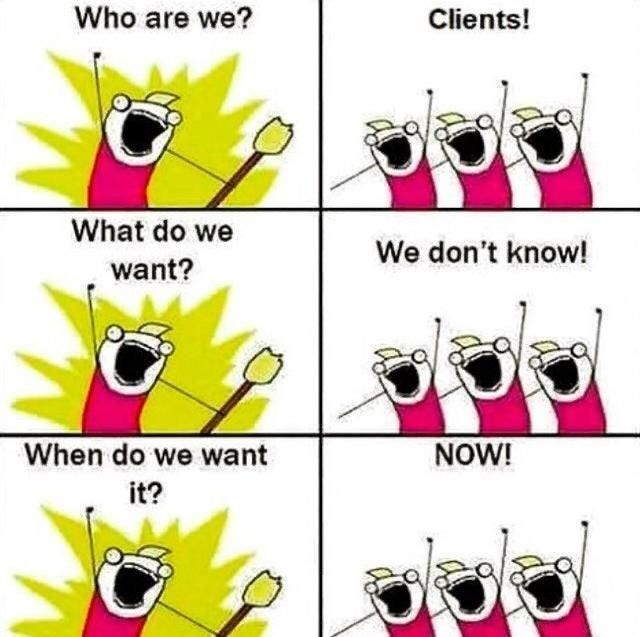 Who are we?
Clients!
What do we
want?
We don't know!
When do we want
it?
NOW!